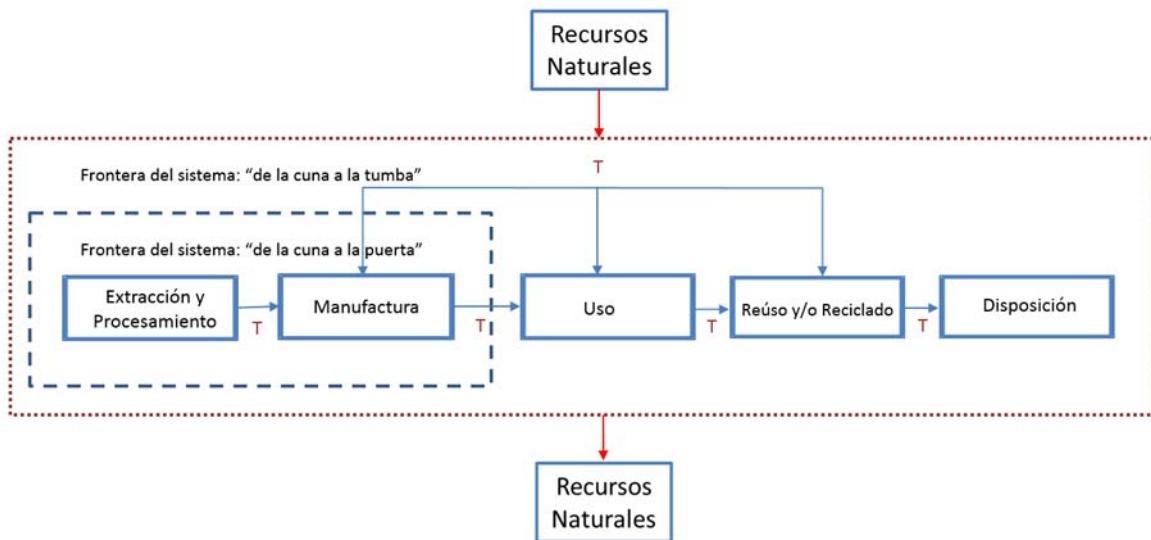 Recursos
Naturales
T
Frontera del sistema: “de la cuna a la tumba”
Frontera del sistema: “de la cuna a la puerta”
Extracción y
Procesamiento
T
Manufactura
T
Uso
T
Reúso y/o Reciclado
T
Disposición
Recursos
Naturales